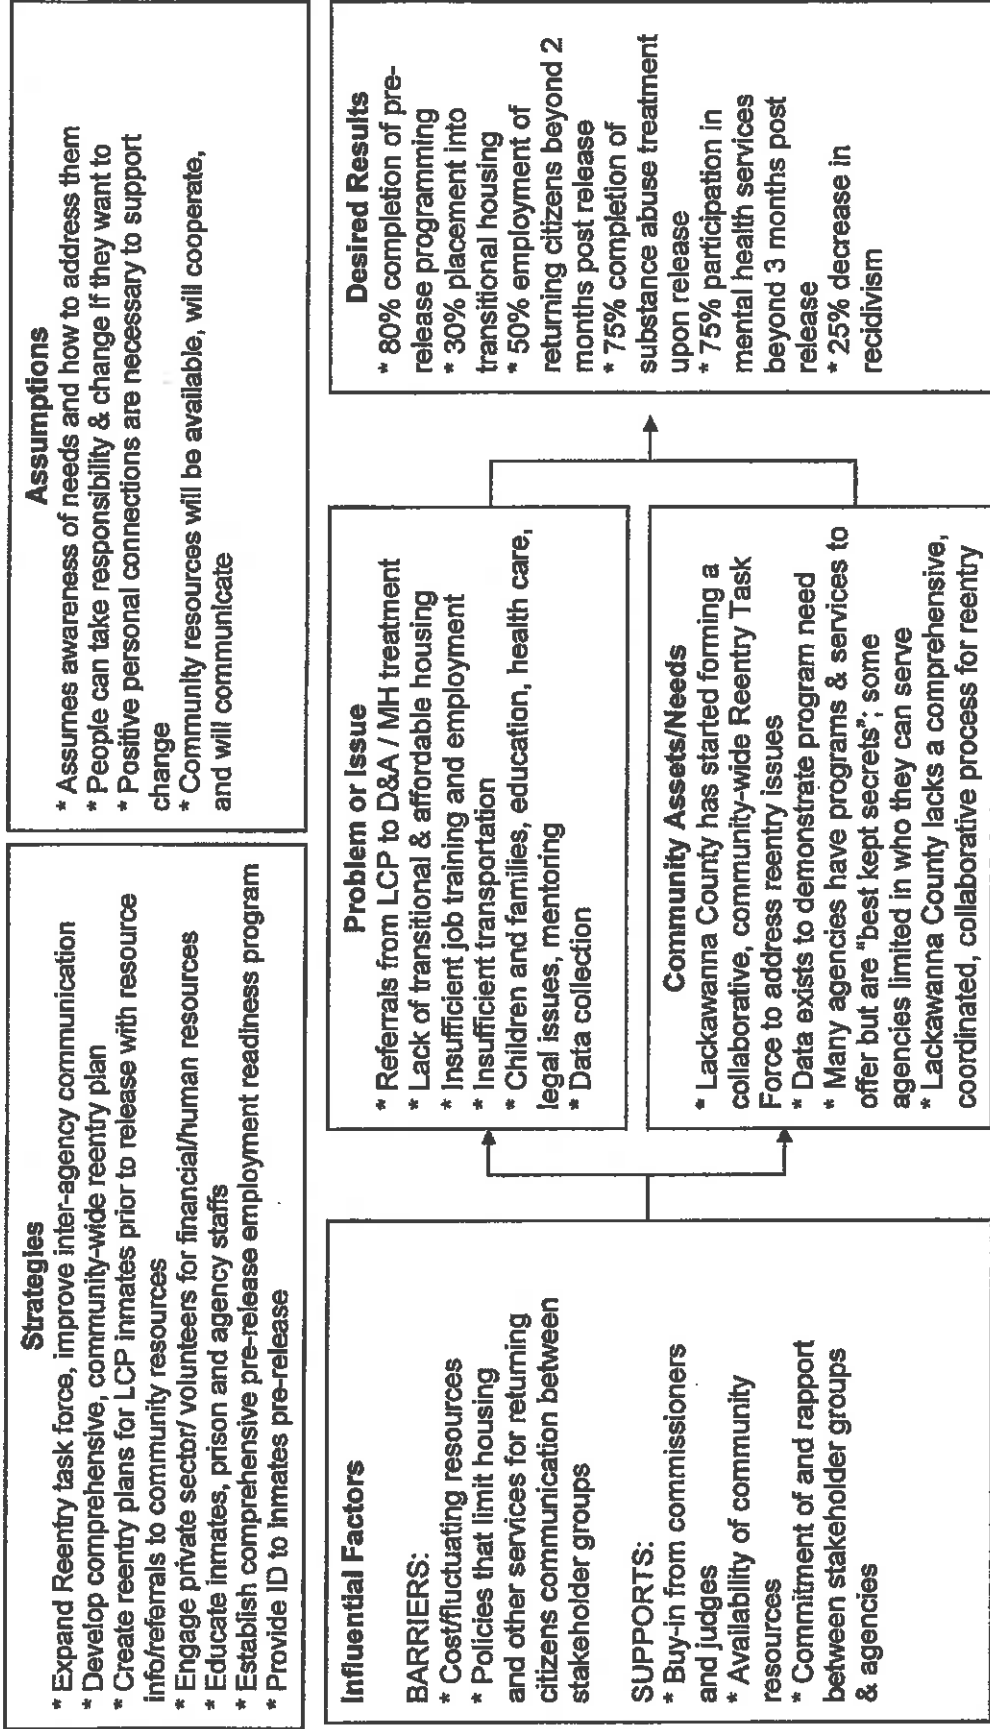 Strategies
* Expand Reentry task force, improve inter-agency communication
* Develop comprehensive, community-wide reentry plan
* Create reentry plans for LCP inmates prior to release with resource
info/referrals to community resources
* Engage private sector/ volunteers for financial/human resources
* Educate inmates, prison and agency staffs
* Establish comprehensive pre-release employment readiness program
* Provide ID to inmates pre-release
Assumptions
* Assumes awareness of needs and how to address them
* People can take responsibility & change if they want to
* Positive personal connections are necessary to support
change
* Community resources will be available, will cooperate,
and will communicate
Influential Factors
BARRIERS:
* Cost/fluctuating resources
* Policies that limit housing
and other services for returning
citizens communication between
stakeholder groups
SUPPORTS:
* Buy-in from commissioners
and judges
* Availability of community
resources
* Commitment of and rapport
between stakeholder groups
& agencies
Problem or Issue
* Referrals from LCP to D&A / MH treatment
* Lack of transitional & affordable housing
* Insufficient job training and employment
* Insufficient transportation
* Children and families, education, health care,
legal issues, mentoring
* Data collection
Community Assets/Needs
* Lackawanna County has started forming a
collaborative, community-wide Reentry Task
Force to address reentry issues
* Data exists to demonstrate program need
* Many agencies have programs & services to
offer but are "best kept secrets"; some
agencies limited in who they can serve
* Lackawanna County lacks a comprehensive,
coordinated, collaborative process for reentry
Desired Results
* 80% completion of pre-
release programming
* 30% placement into
transitional housing
* 50% employment of
returning citizens beyond 2
months post release
* 75% completion of
substance abuse treatment
upon release
* 75% participation in
mental health services
beyond 3 months post
release
* 25% decrease in
recidivism